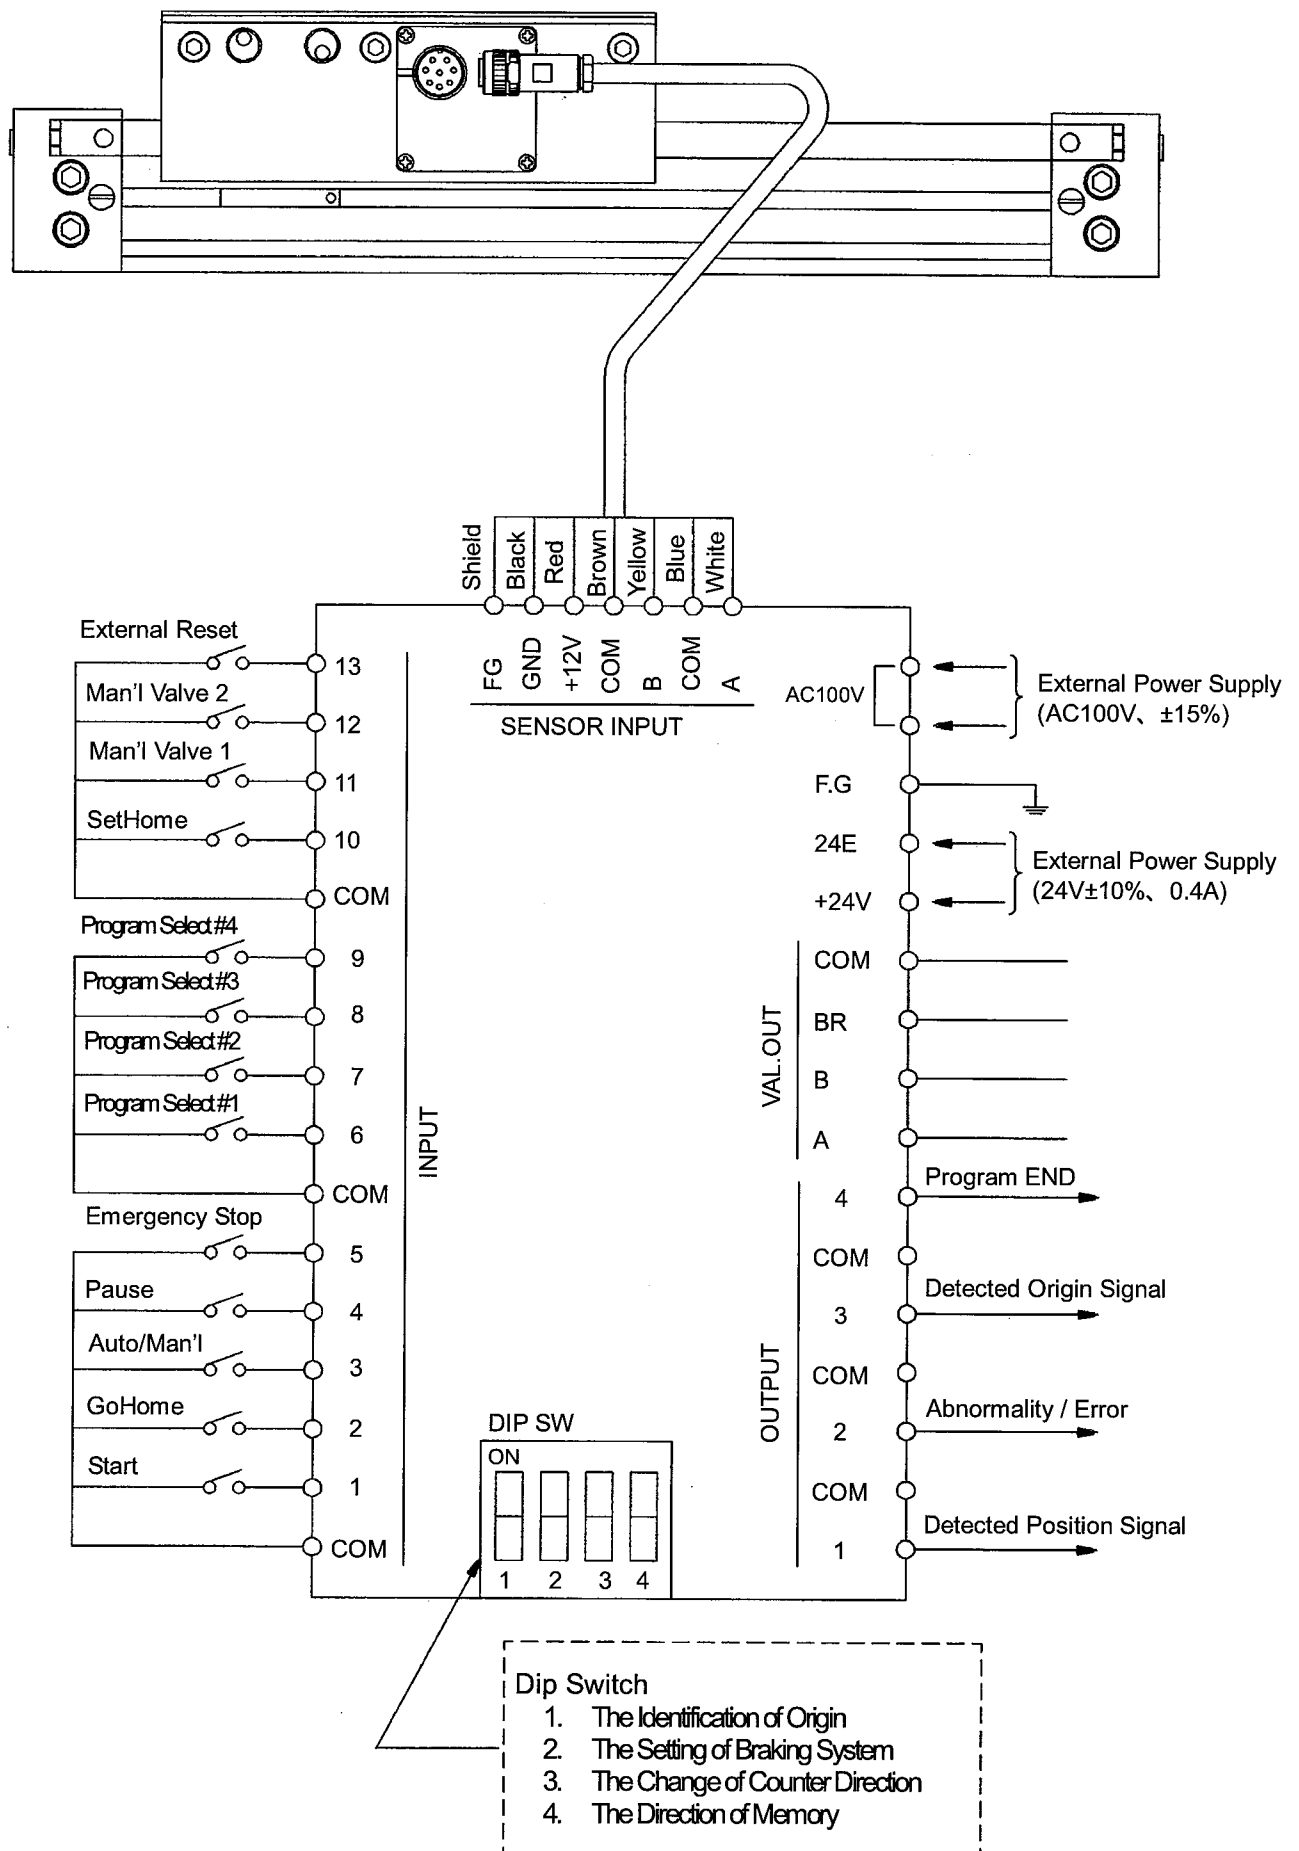 Shield
Black
Red
Brown
Yellow
Blue
White
FG
GND
+12V
COM
B
COM
A
SENSOR INPUT
External Reset
13
Man'l Valve 2
12
Man'l Valve 1
11
SetHome
10
COM
Program Select #4
9
Program Select #3
8
Program Select #2
7
Program Select #1
6
COM
Emergency Stop
5
Pause
4
Auto/Man'l
3
GoHome
2
Start
1
COM
INPUT
AC100V
External Power Supply
(AC100V、±15%)
F.G
24E
+24V
External Power Supply
(24V±10%、0.4A)
COM
BR
B
A
VAL.OUT
4
Program END
COM
3
Detected Origin Signal
COM
2
Abnormality / Error
COM
1
Detected Position Signal
OUTPUT
DIP SW
ON
1 2 3 4
Dip Switch
1. The Identification of Origin
2. The Setting of Braking System
3. The Change of Counter Direction
4. The Direction of Memory